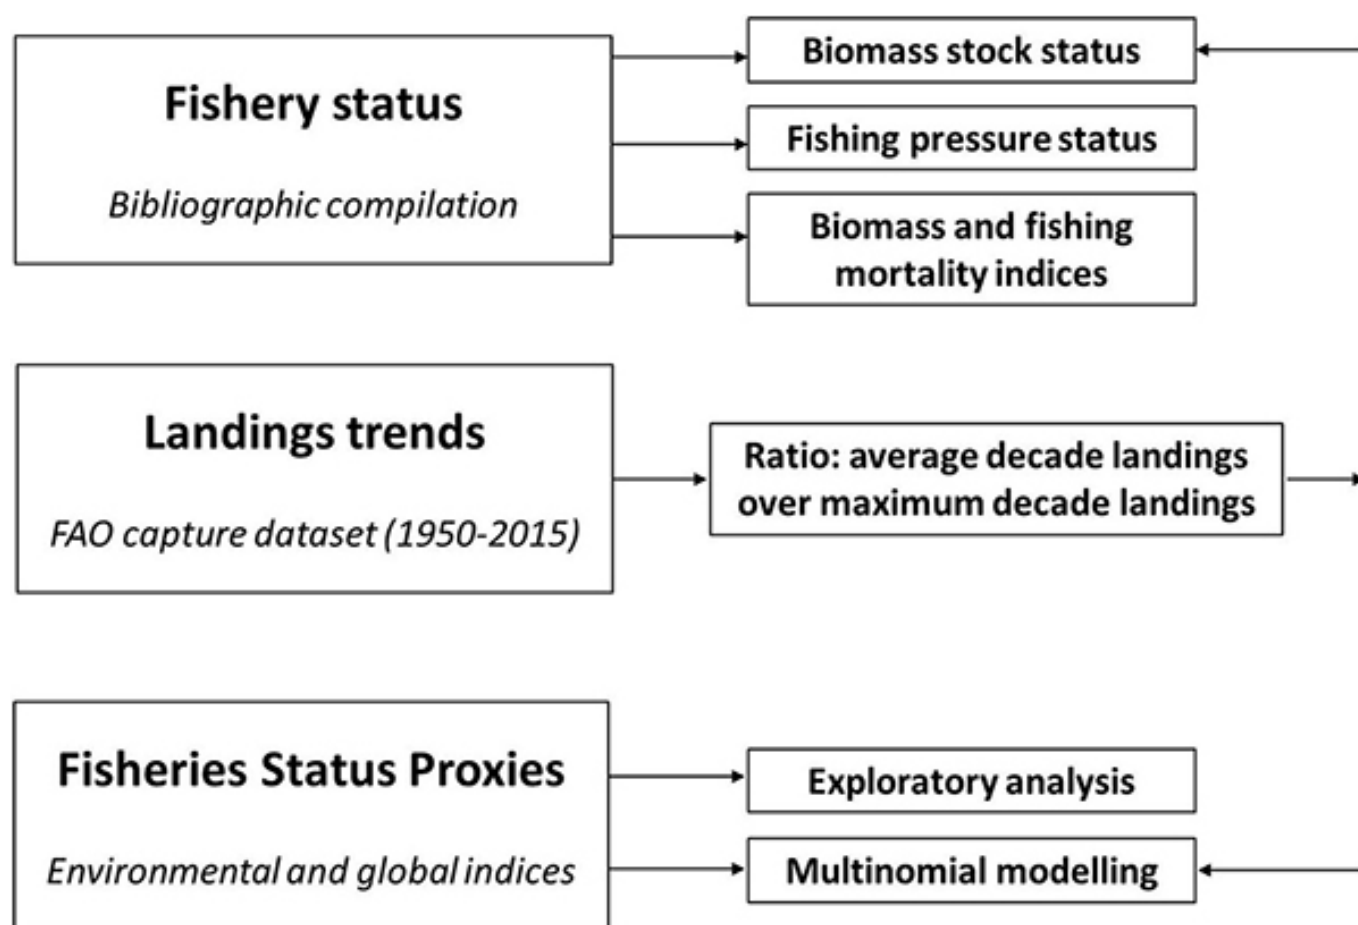 Fishery status
Bibliographic compilation
Biomass stock status
Fishing pressure status
Biomass and fishing
mortality indices
Landings trends
FAO capture dataset (1950-2015)
Ratio: average decade landings
over maximum decade landings
Fisheries Status Proxies
Environmental and global indices
Exploratory analysis
Multinomial modelling